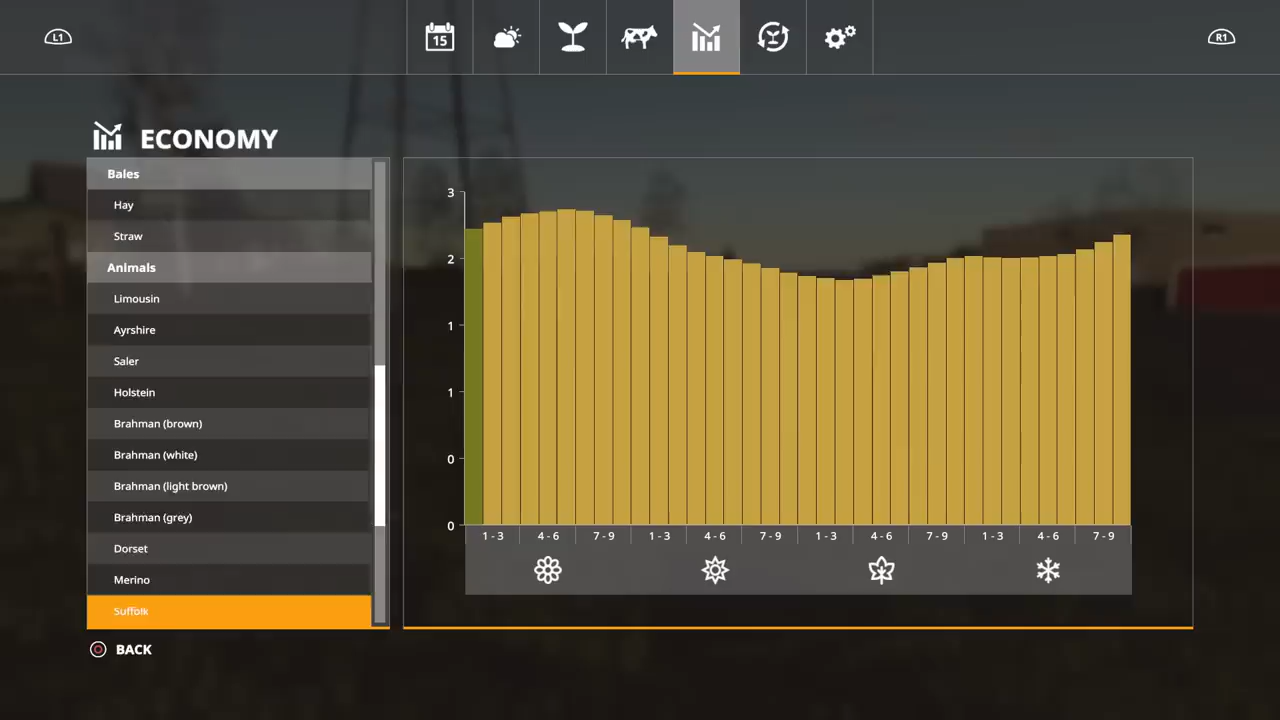 L1
15
R1
ECONOMY
Bales
Hay
Straw
Animals
Limousin
Ayrshire
Saler
Holstein
Brahman (brown)
Brahman (white)
Brahman (light brown)
Brahman (grey)
Dorset
Merino
Suffolk
3
2
1
1
0
0
1 - 3 4 - 6 7 - 9 1 - 3 4 - 6 7 - 9 1 - 3 4 - 6 7 - 9 1 - 3 4 - 6 7 - 9
BACK